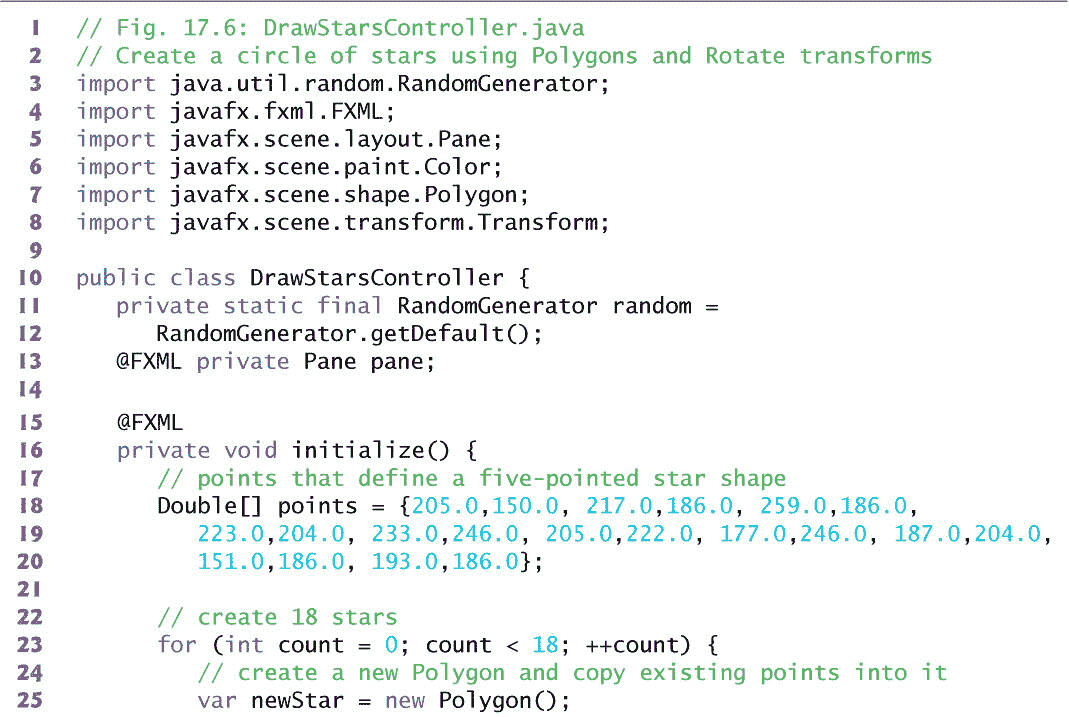 1 // Fig. 17.6: DrawStarsController.java
2 // Create a circle of stars using Polygons and Rotate transforms
3 import java.util.random.RandomGenerator;
4 import javafx.fxml.FXML;
5 import javafx.scene.layout.Pane;
6 import javafx.scene.paint.Color;
7 import javafx.scene.shape.Polygon;
8 import javafx.scene.transform.Transform;
9
10 public class DrawStarsController {
11    private static final RandomGenerator random =
12       RandomGenerator.getDefault();
13    @FXML private Pane pane;
14
15    @FXML
16    private void initialize() {
17       // points that define a five-pointed star shape
18       Double[] points = {205.0,150.0, 217.0,186.0, 259.0,186.0,
19          223.0,204.0, 233.0,246.0, 205.0,222.0, 177.0,246.0, 187.0,204.0,
20          151.0,186.0, 193.0,186.0};
21
22       // create 18 stars
23       for (int count = 0; count < 18; ++count) {
24          // create a new Polygon and copy existing points into it
25          var newStar = new Polygon();